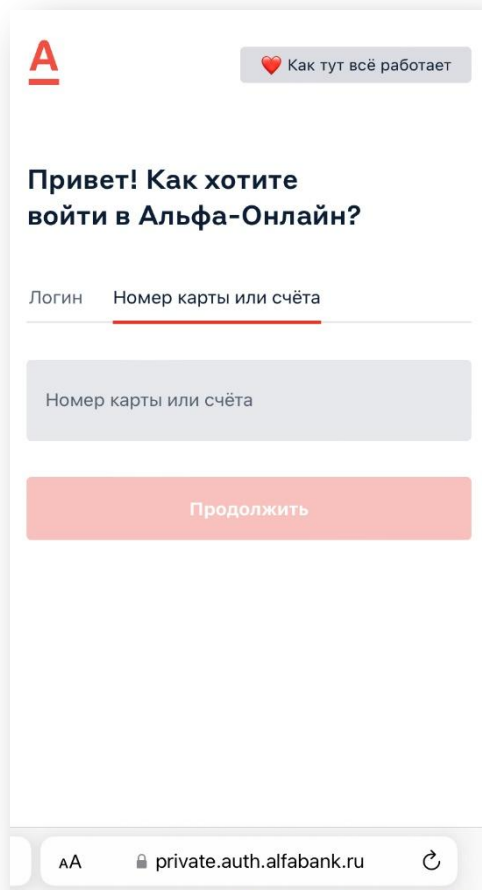 А
❤️ Как тут всё работает
Привет! Как хотите
войти в Альфа-Онлайн?
Логин Номер карты или счёта
Номер карты или счёта
Продолжить
АА private.auth.alfabank.ru